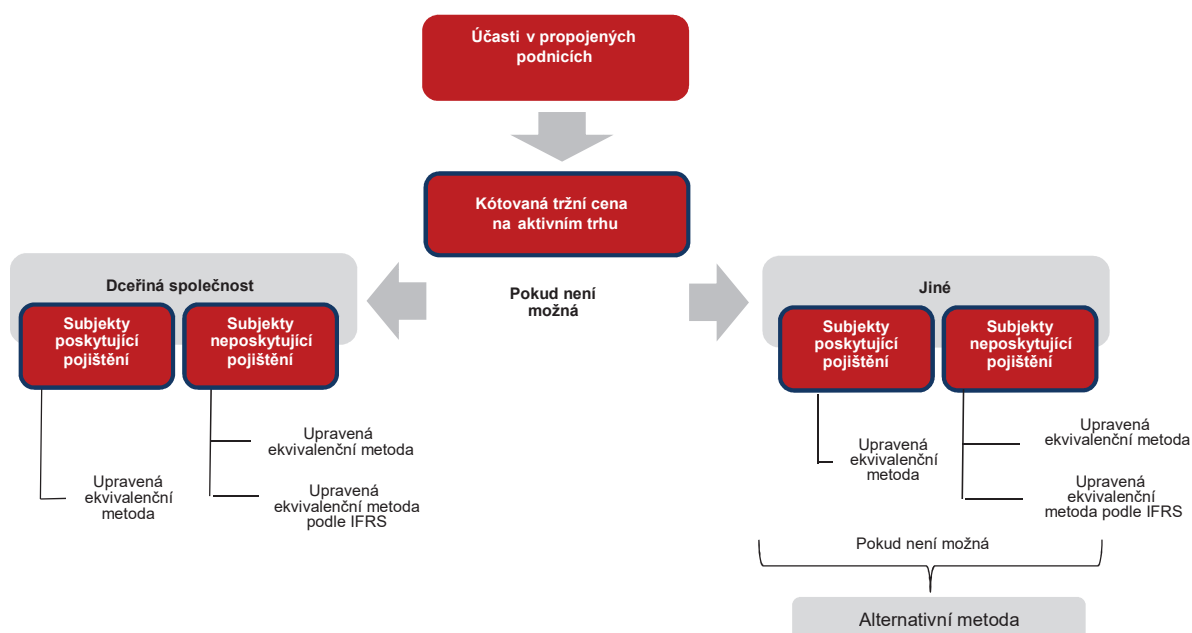 Účasti v propojených
podnicích
Kótovaná tržní cena
na aktivním trhu
Pokud není
možná
Dceřiná společnost
Subjekty
poskytující
pojištění
Subjekty
neposkytující
pojištění
Upravená
ekvivalenční
metoda
Upravená
ekvivalenční metoda
Upravená
ekvivalenční metoda
podle IFRS
Jiné
Subjekty
poskytující
pojištění
Subjekty
neposkytující
pojištění
Upravená
ekvivalenční
metoda
Upravená
ekvivalenční metoda
Upravená
ekvivalenční
metoda podle IFRS
Pokud není možná
Alternativní metoda